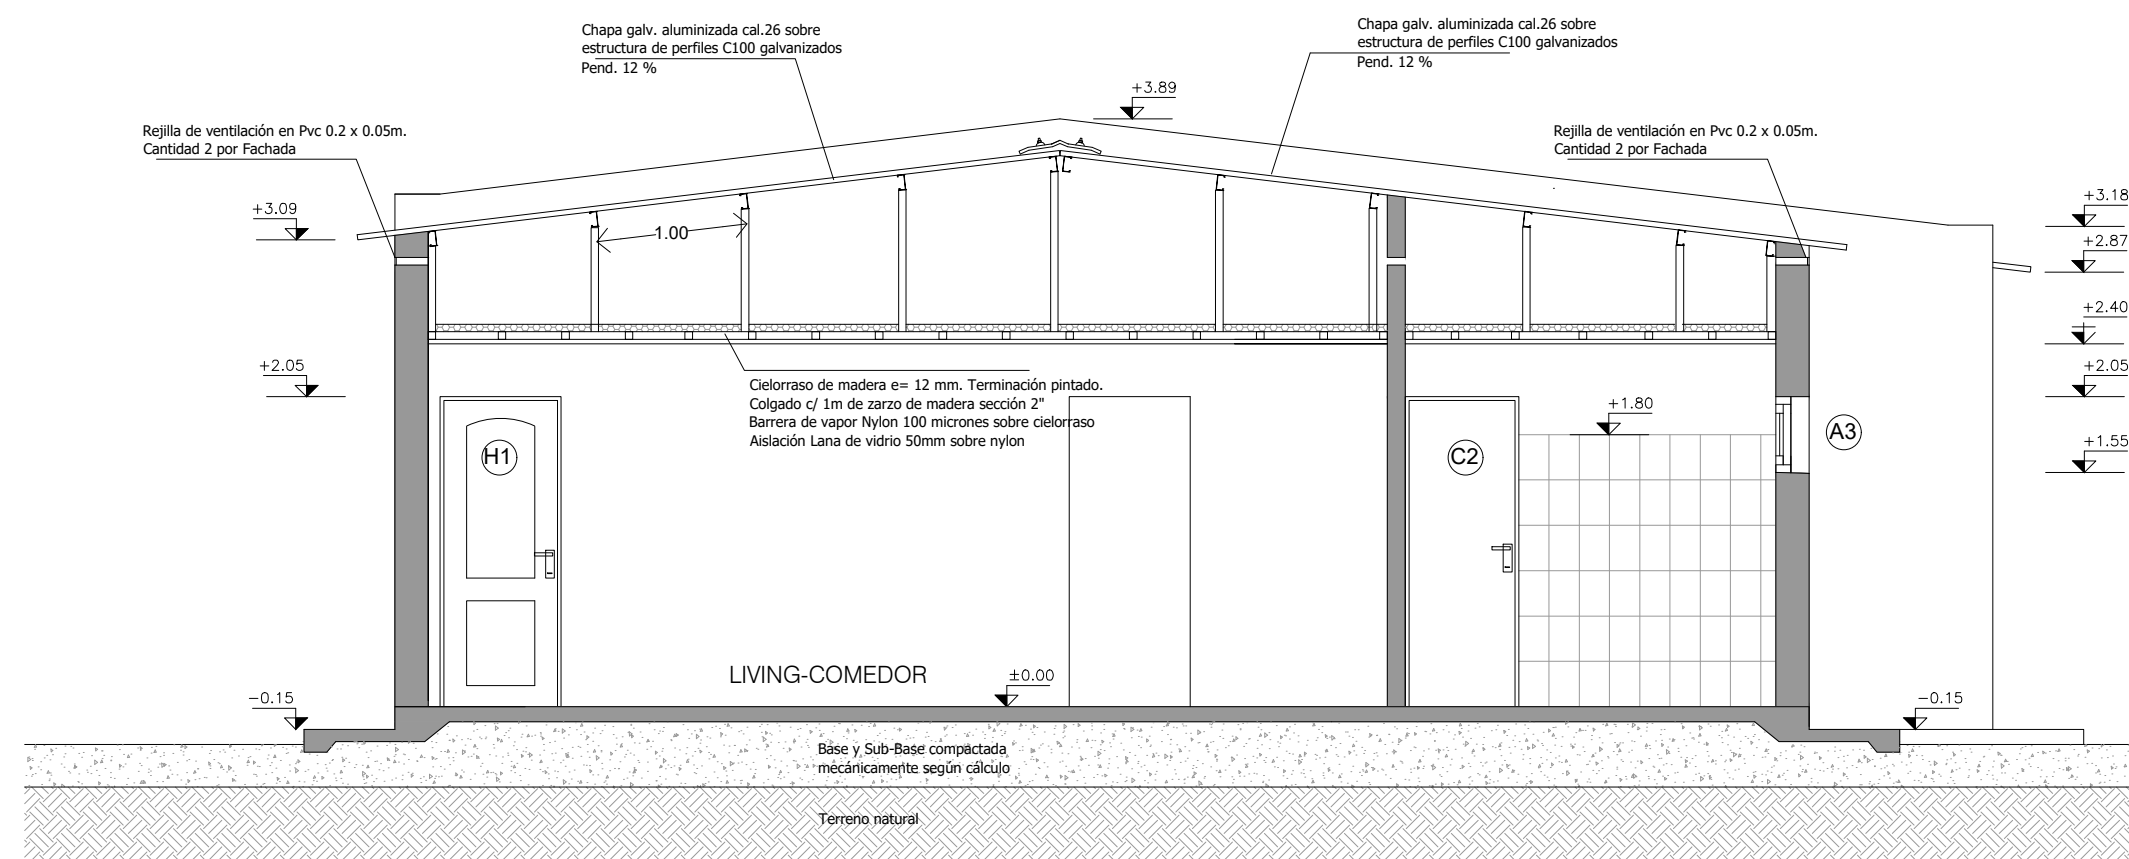 Chapa galv. aluminizada cal.26 sobre
estructura de perfiles C100 galvanizados
Pend. 12 %
Chapa galv. aluminizada cal.26 sobre
estructura de perfiles C100 galvanizados
Pend. 12 %
+3.89
Rejilla de ventilación en Pvc 0.2 x 0.05m.
Cantidad 2 por Fachada
Rejilla de ventilación en Pvc 0.2 x 0.05m.
Cantidad 2 por Fachada
+3.09
1.00
+3.18
+2.87
+2.40
+2.05
+2.05
Cielorraso de madera e= 12 mm. Terminación pintado.
Colgado c/ 1m de zarzo de madera sección 2"
Barrera de vapor Nylon 100 micrones sobre cielorraso
Aislación Lana de vidrio 50mm sobre nylon
+1.80
A3
H1
C2
+1.55
LIVING-COMEDOR
±0.00
-0.15
-0.15
Base y Sub-Base compactada
mecánicamente según cálculo
Terreno natural